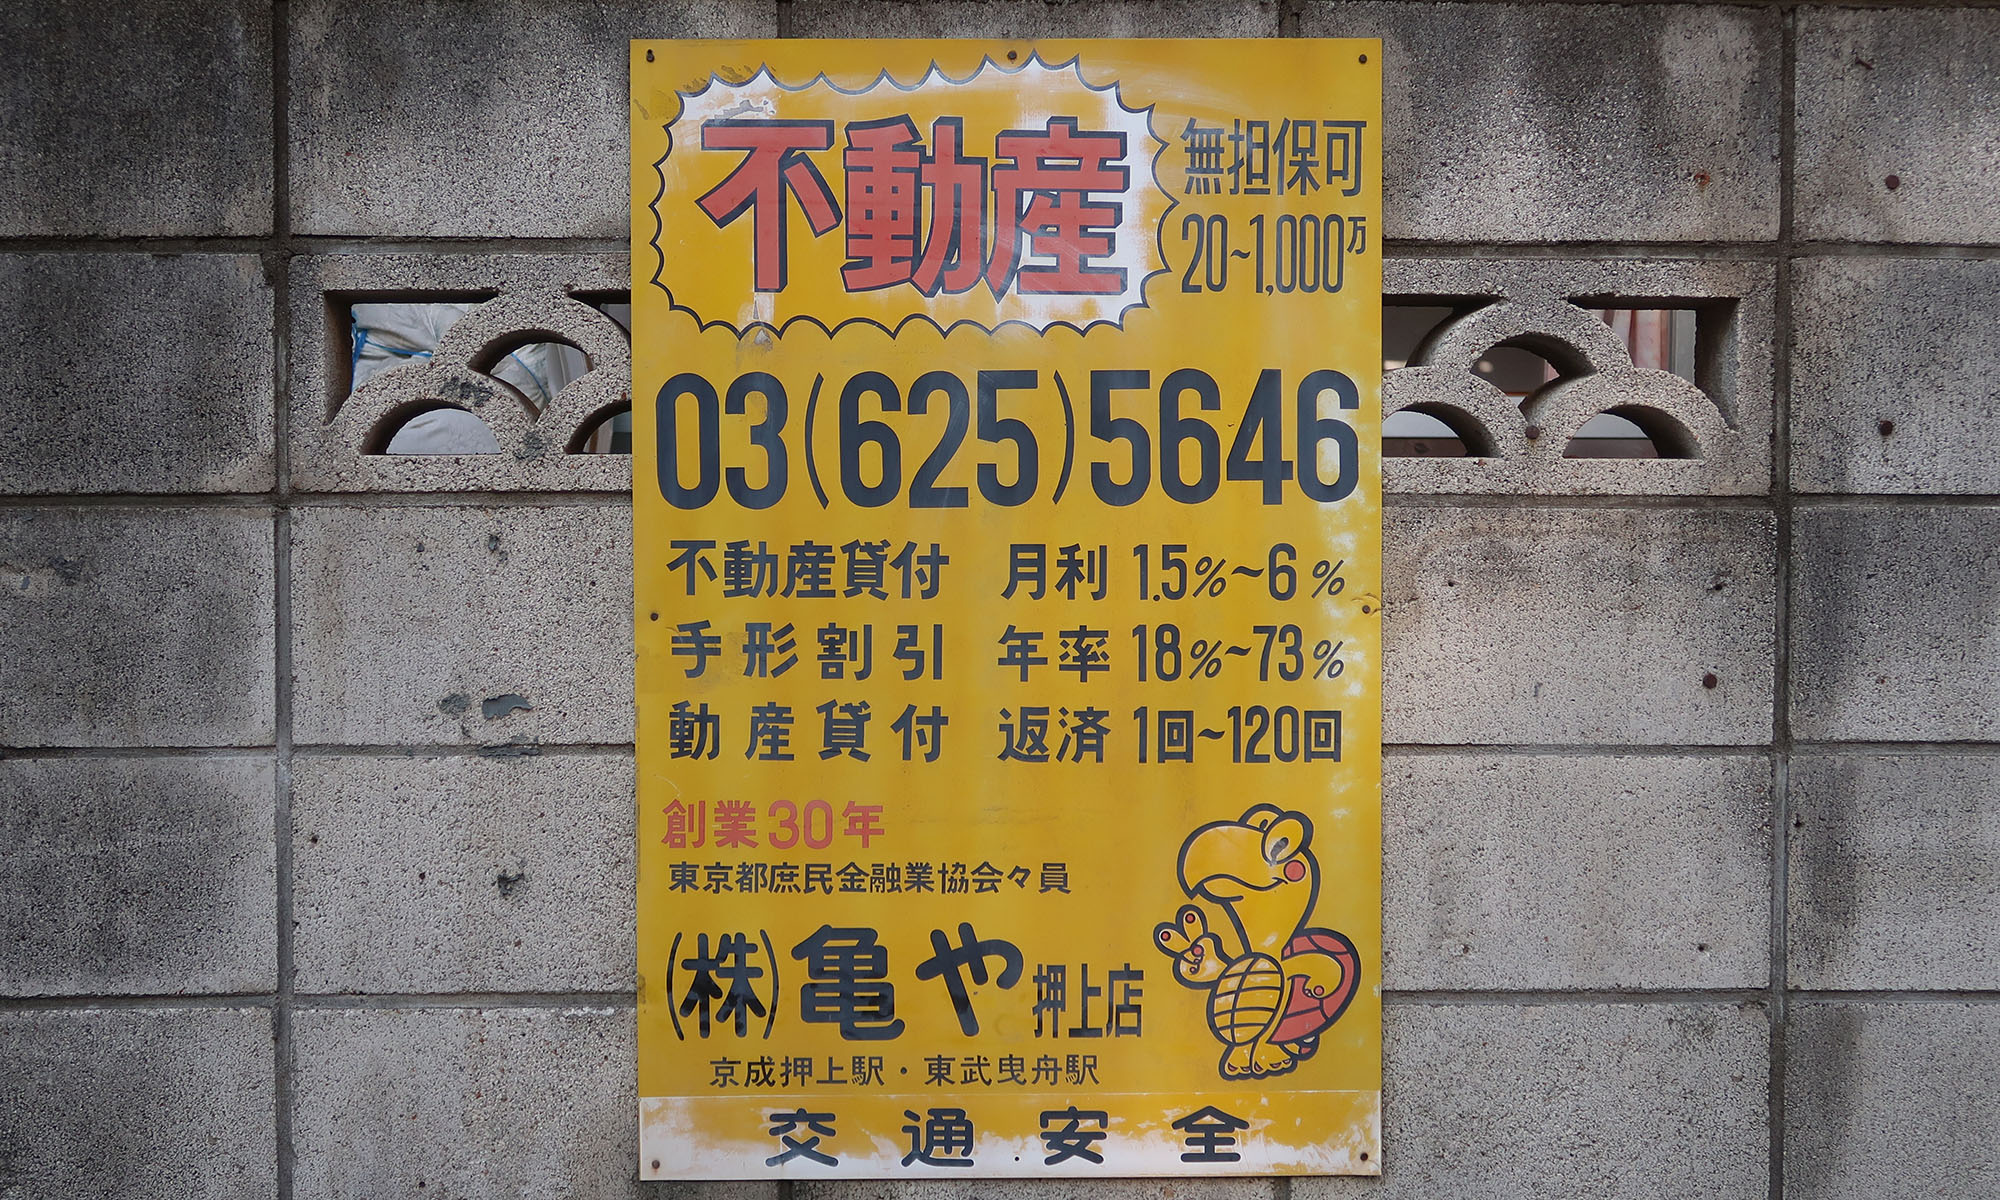 不動産
無担保可
20~1,000万
03(625)5646
不動産貸付 月利 1.5%~6%
手形割引 年率 18%~73%
動産貸付 返済 1回~120回
創業30年
東京都庶民金融業協会々員
(株)亀や押上店
京成押上駅・東武曳舟駅
交通安全